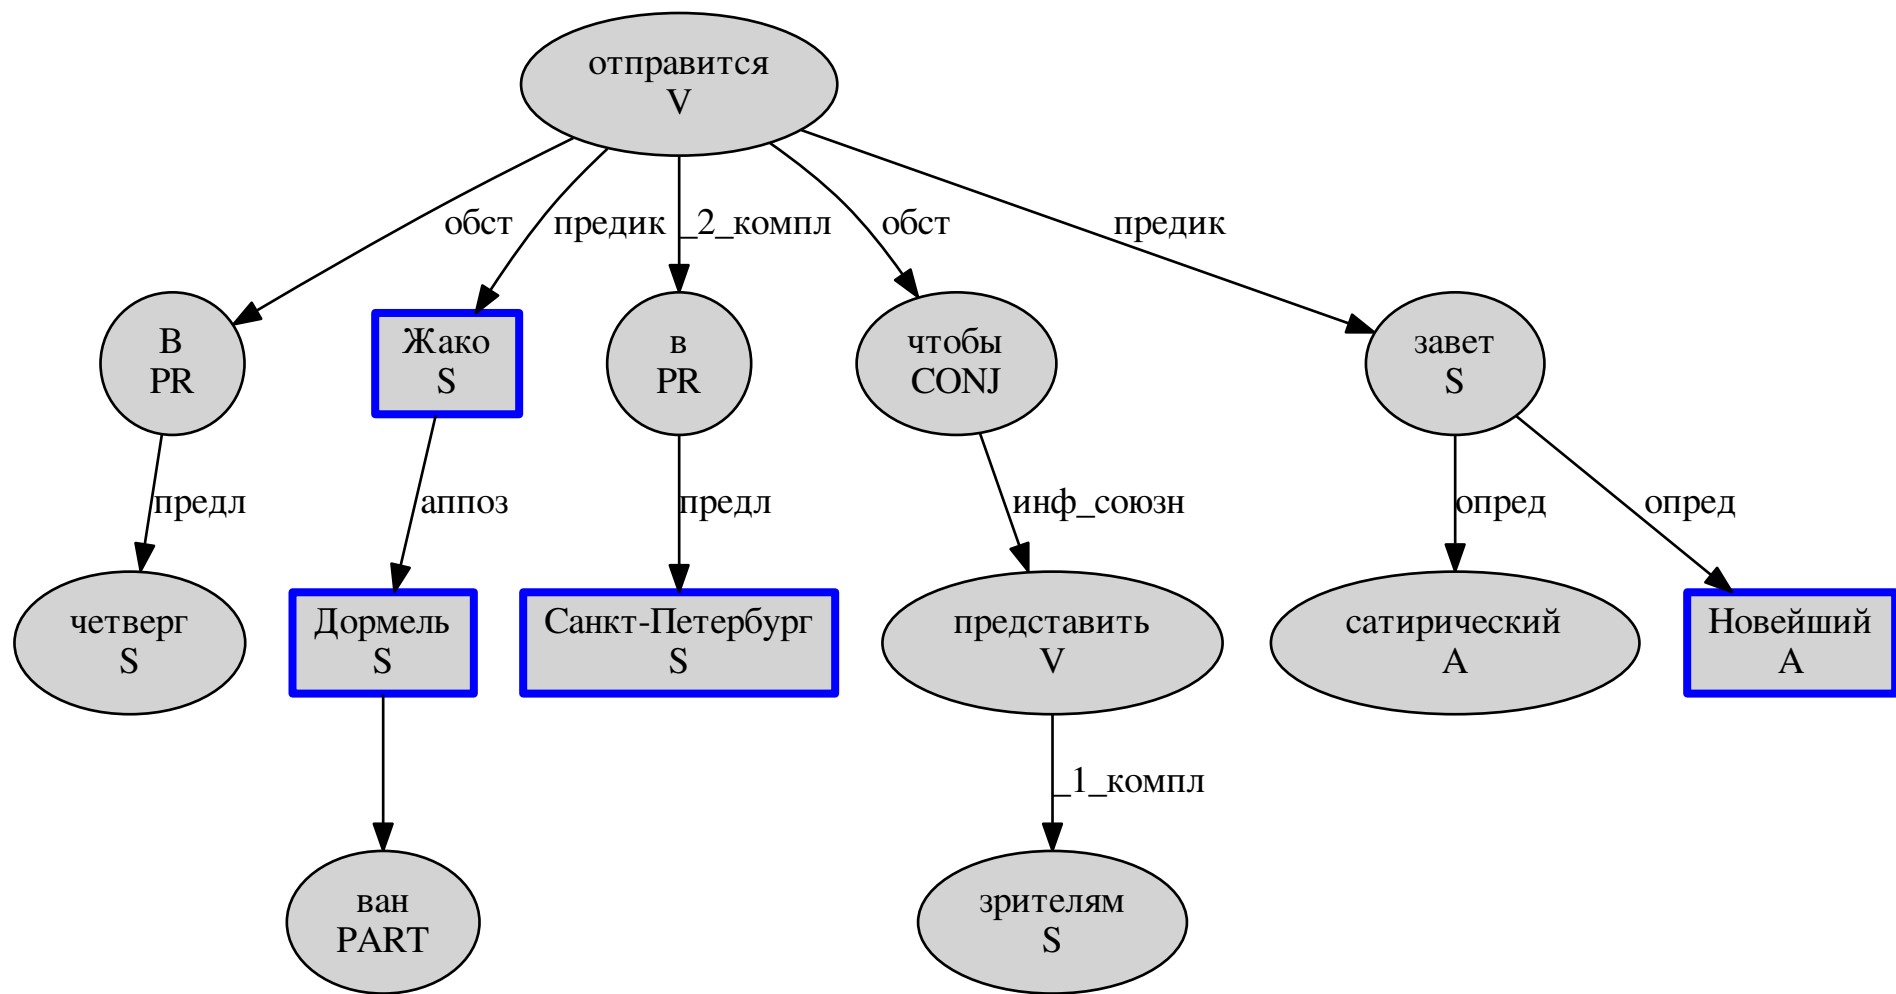 отправится
V
обст
предик
_2_компл
обст
предик
В
PR
Жако
S
в
PR
чтобы
CONJ
завет
S
предл
аппоз
предл
инф_союзн
опред
опред
четверг
S
Дормель
S
Санкт-Петербург
S
представить
V
сатирический
A
Новейший
A
_1_компл
ван
PART
зрителям
S